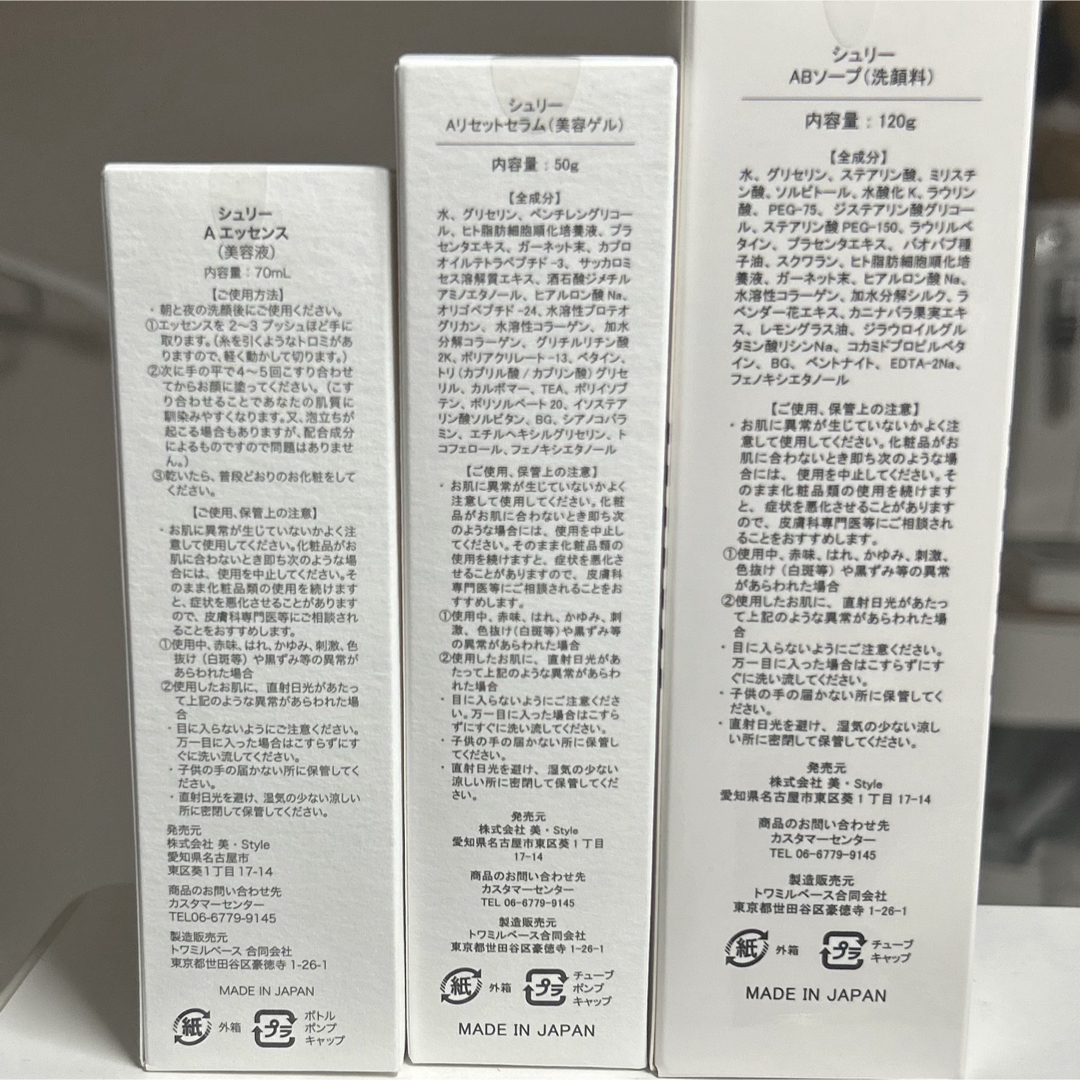 シュリー
A エッセンス
(美容液)
内容量：70mL
【ご使用方法】
・朝と夜の洗顔後にご使用ください。
①エッセンスを 2〜3 プッシュほど手に
取ります。(糸を引くようなトロミがあ
りますので、軽く動かして切ります。)
②次に手の平で4〜5回こすり合わせ
てからお顔に塗ってください。(こす
り合わせることであなたの肌質に
馴染みやすくなります。又、泡立ちが
起こる場合もありますが、配合成分
によるものですので問題はありませ
ん。)
③乾いたら、普段どおりのお化粧をして
ください。
【ご使用、保管上の注意】
・お肌に異常が生じていないかよく注
意して使用してください。化粧品がお
肌に合わないとき即ち次のような場
合には、使用を中止してください。そ
のまま化粧品類の使用を続けます
と、症状を悪化させることがあります
ので、皮膚科専門医等にご相談され
ることをおすすめします。
①使用中、赤味、はれ、かゆみ、刺激、色
抜け (白斑等) や黒ずみ等の異常が
あらわれた場合
②使用したお肌に、直射日光があたっ
て上記のような異常があらわれた場
合
・目に入らないようにご注意ください。
万一目に入った場合はこすらずにす
ぐに洗い流してください。
・子供の手の届かない所に保管してく
ださい。
・直射日光を避け、湿気の少ない涼しい
所に密閉して保管してください。
発売元
株式会社 美・Style
愛知県名古屋市
東区葵1丁目17-14
商品のお問い合わせ先
カスタマーセンター
TEL06-6779-9145
製造販売元
トワミルベース 合同会社
東京都世田谷区豪徳寺 1-26-1
MADE IN JAPAN
紙 外箱 プラ ボトル
ポンプ
キャップ
シュリー
Aリセットセラム(美容ゲル)
内容量：50g
【全成分】
水、グリセリン、ペンチレングリコー
ル、ヒト脂肪細胞順化培養液、プラ
センタエキス、ガーネット末、カプロ
オイルテトラペプチド-3、サッカロミ
セス溶解質エキス、酒石酸ジメチル
アミノエタノール、ヒアルロン酸 Na、
オリゴペプチド-24、水溶性プロテオ
グリカン、水溶性コラーゲン、加水
分解コラーゲン、グリチルリチン酸
2K、ポリアクリレート-13、ベタイン、
トリ(カプリル酸／カプリン酸)グリセ
リル、カルボマー、TEA、ポリイソブ
テン、ポリソルベート20、イソステア
リン酸ソルビタン、BG、シアノコバラ
ミン、エチルヘキシルグリセリン、ト
コフェロール、フェノキシエタノール
【ご使用、保管上の注意】
・お肌に異常が生じていないかよく
注意して使用してください。化粧
品がお肌に合わないとき即ち次
のような場合には、使用を中止し
てください。そのまま化粧品類の
使用を続けますと、症状を悪化さ
せることがありますので、皮膚科
専門医等にご相談されることをお
すすめします。
①使用中、赤味、はれ、かゆみ、刺
激、色抜け(白斑等)や黒ずみ等
の異常があらわれた場合
②使用したお肌に、直射日光があ
たって上記のような異常があらわ
れた場合
・目に入らないようにご注意くださ
い。万一目に入った場合はこすら
ずにすぐに洗い流してください。
・子供の手の届かない所に保管し
てください。
・直射日光を避け、湿気の少ない
涼しい所に密閉して保管してくだ
さい。
発売元
株式会社 美・Style
愛知県名古屋市東区葵1丁目
17-14
商品のお問い合わせ先
カスタマーセンター
TEL 06-6779-9145
製造販売元
トワミルベース合同会社
東京都世田谷区豪徳寺 1-26-1
紙 外箱 プラ チューブ
ポンプ
キャップ
MADE IN JAPAN
シュリー
ABソープ(洗顔料)
内容量：120g
【全成分】
水、グリセリン、ステアリン酸、ミリスチ
ン酸、ソルビトール、水酸化K、ラウリン
酸、PEG-75、ジステアリン酸グリコー
ル、ステアリン酸PEG-150、ラウリルベ
タイン、プラセンタエキス、バオバブ種
子油、スクワラン、ヒト脂肪細胞順化培
養液、ガーネット末、ヒアルロン酸Na、
水溶性コラーゲン、加水分解シルク、ラ
ベンダー花エキス、カニナバラ果実エキ
ス、レモングラス油、ジラウロイルグル
タミン酸リシンNa、コカミドプロピルベタ
イン、BG、ベントナイト、EDTA-2Na、
フェノキシエタノール
【ご使用、保管上の注意】
・お肌に異常が生じていないかよく注
意して使用してください。化粧品がお
肌に合わないとき即ち次のような場
合には、使用を中止してください。そ
のまま化粧品類の使用を続けます
と、症状を悪化させることがあります
ので、皮膚科専門医等にご相談され
ることをおすすめします。
①使用中、赤味、はれ、かゆみ、刺激、
色抜け(白斑等)や黒ずみ等の異常
があらわれた場合
②使用したお肌に、直射日光があたっ
て上記のような異常があらわれた場
合
・目に入らないようにご注意ください。
万一目に入った場合はこすらずにす
ぐに洗い流してください。
・子供の手の届かない所に保管してく
ださい。
・直射日光を避け、湿気の少ない涼し
い所に密閉して保管してください。
発売元
株式会社 美・Style
愛知県名古屋市東区葵1丁目17-14
商品のお問い合わせ先
カスタマーセンター
TEL 06-6779-9145
製造販売元
トワミルベース合同会社
東京都世田谷区豪徳寺 1-26-1
紙 外箱 プラ チューブ
キャップ
MADE IN JAPAN